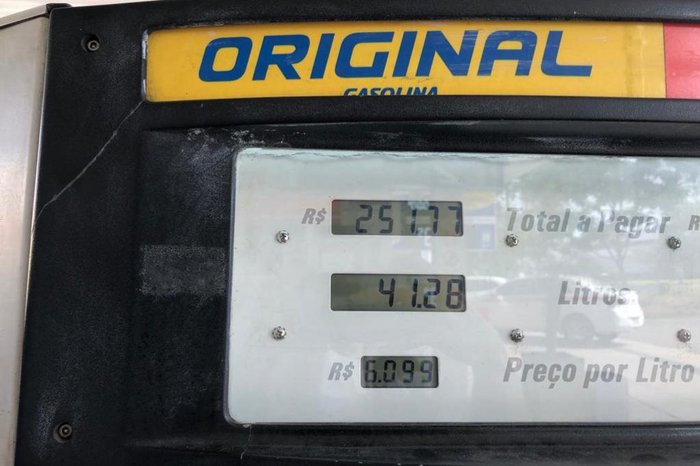 ORIGINAL
GASOLINA
R$ 251.77 Total a Pagar R
41.28 Litros
R$ 6.099 Preço por Litro